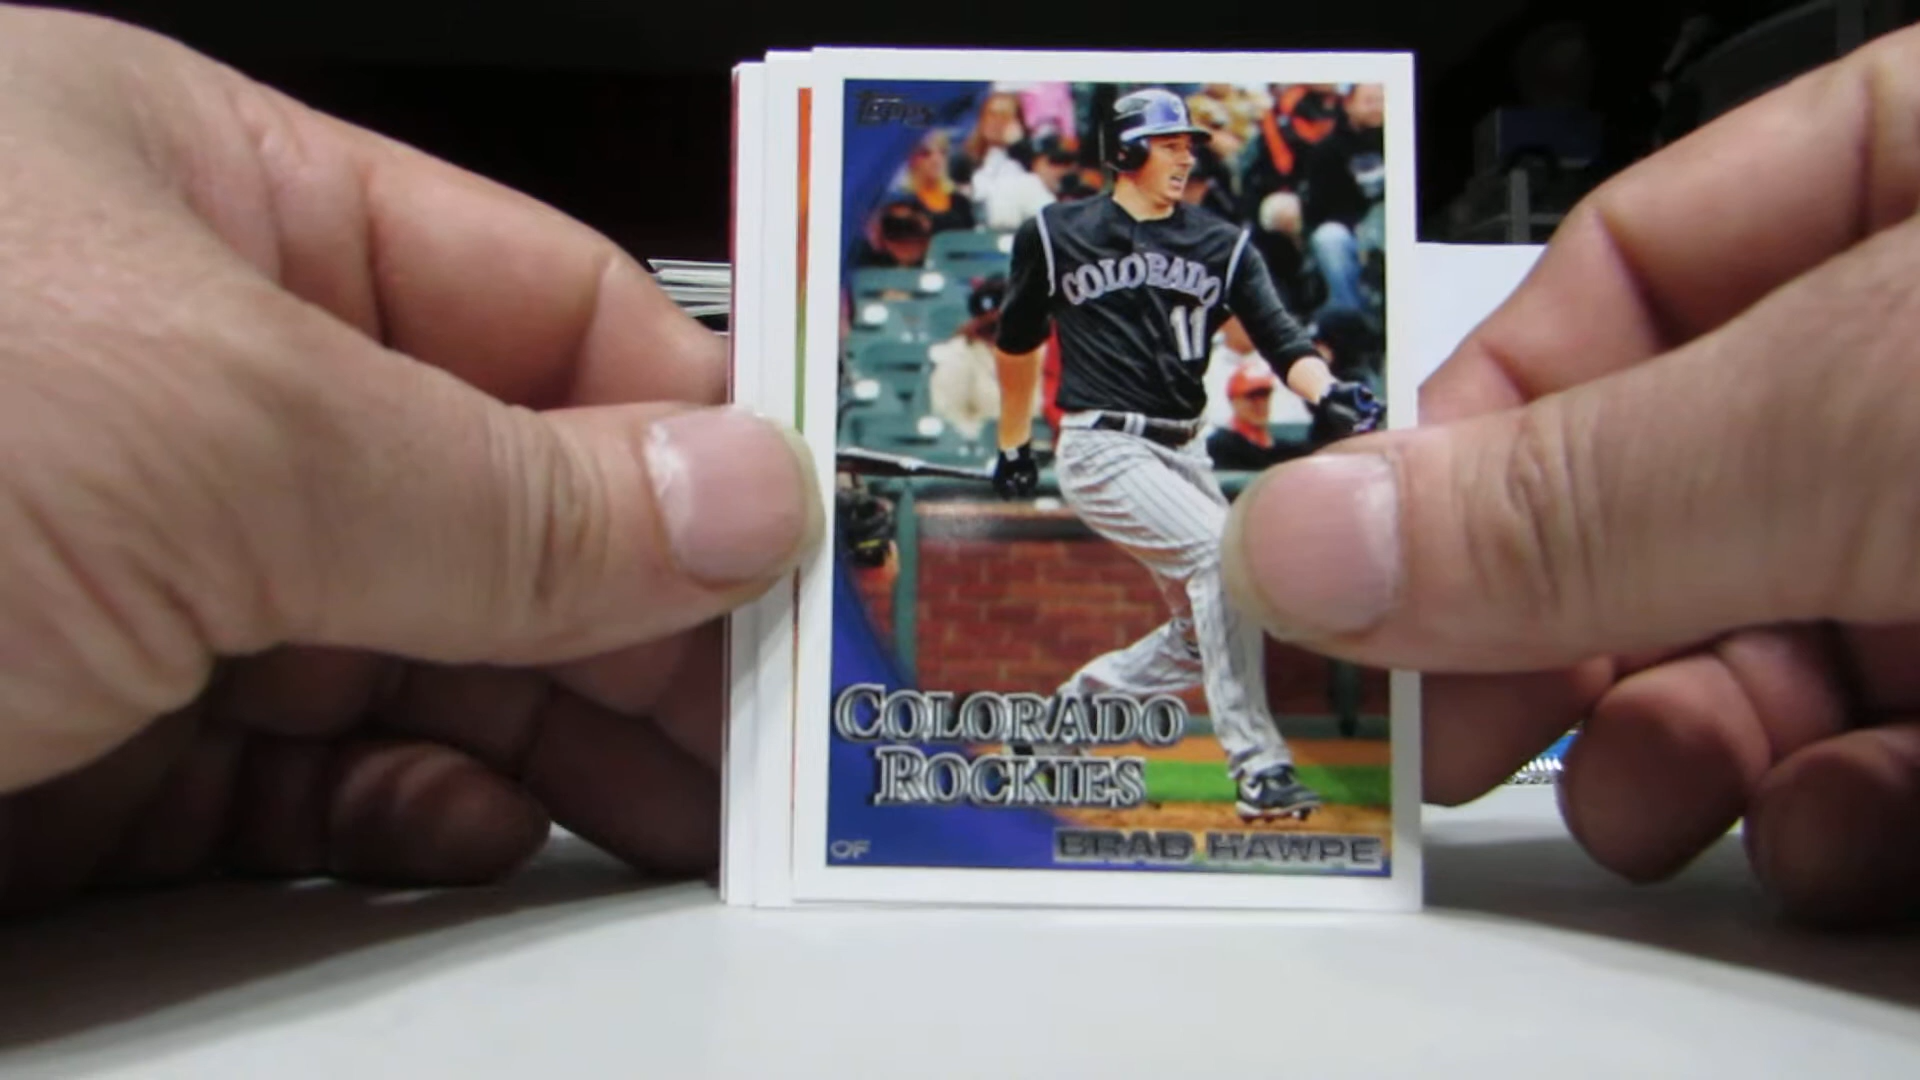 Topps
COLORADO
11
COLORADO
ROCKIES
BRAD HAWPE
OF